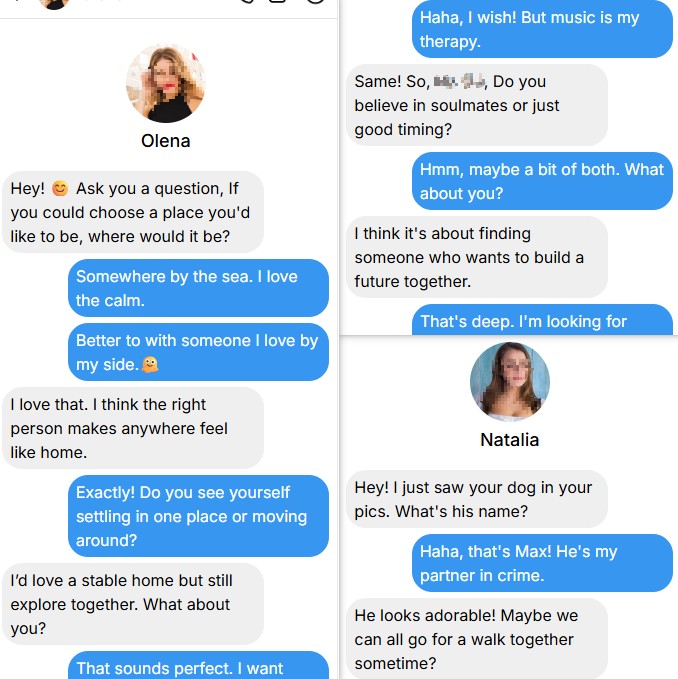 Olena
Hey! 😊 Ask you a question, If
you could choose a place you'd
like to be, where would it be?
Somewhere by the sea. I love
the calm.
Better to with someone I love by
my side.🫠
I love that. I think the right
person makes anywhere feel
like home.
Exactly! Do you see yourself
settling in one place or moving
around?
I'd love a stable home but still
explore together. What about
you?
That sounds perfect. I want
Haha, I wish! But music is my
therapy.
Same! So, , Do you
believe in soulmates or just
good timing?
Hmm, maybe a bit of both. What
about you?
I think it's about finding
someone who wants to build a
future together.
That's deep. I'm looking for
Natalia
Hey! I just saw your dog in your
pics. What's his name?
Haha, that's Max! He's my
partner in crime.
He looks adorable! Maybe we
can all go for a walk together
sometime?